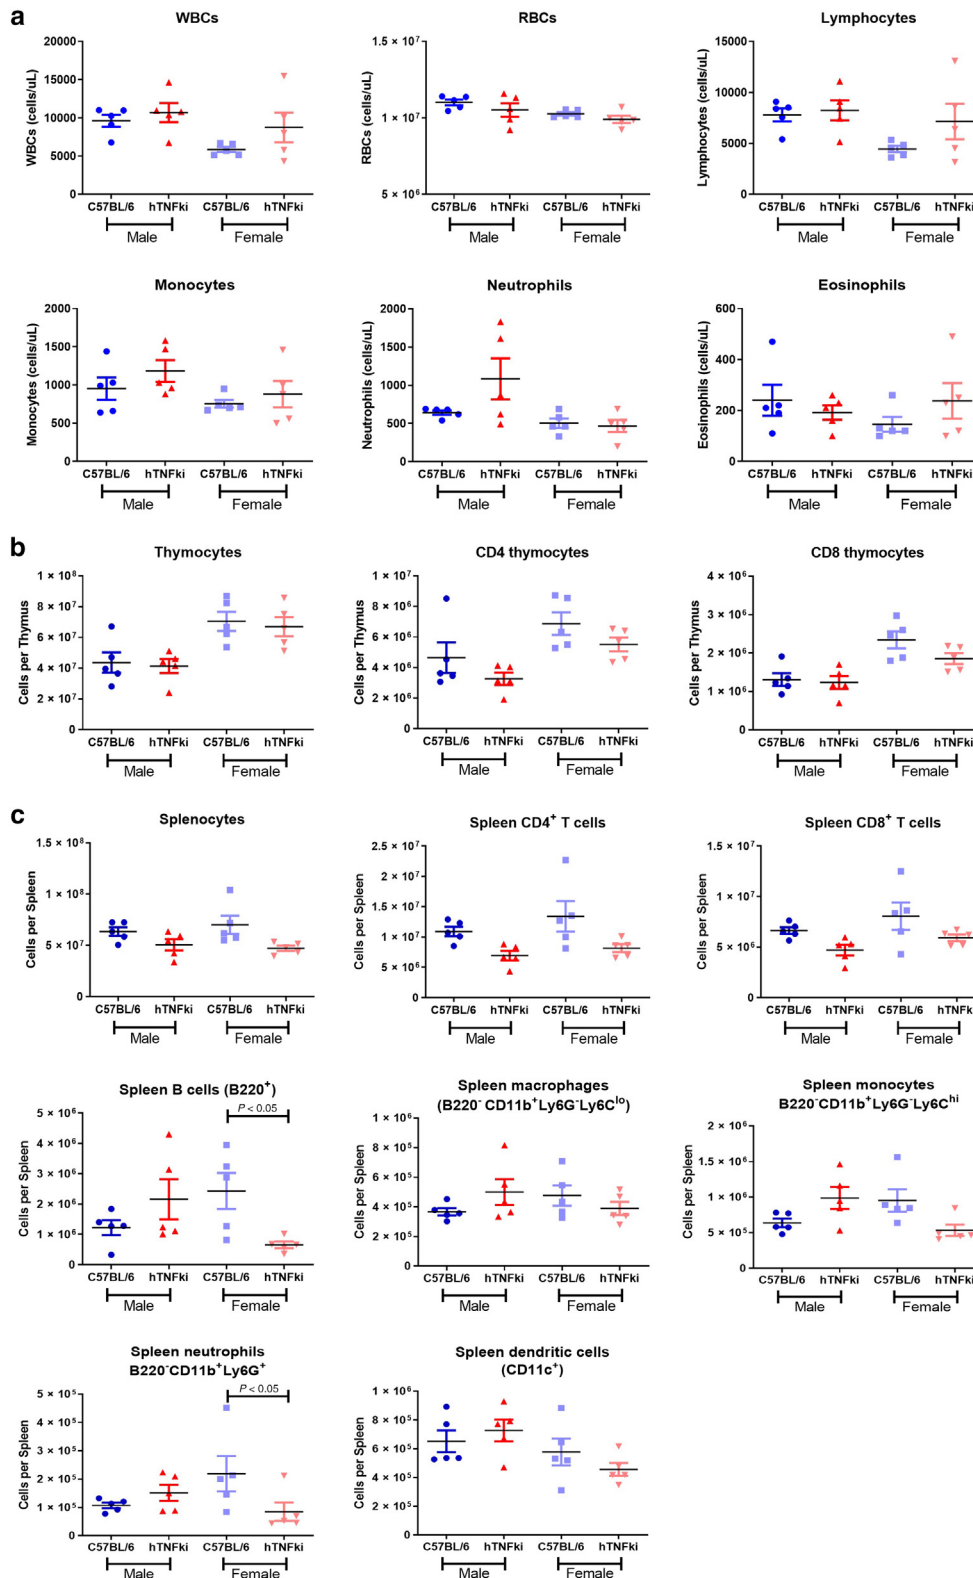 a
WBCs
WBCs (cells/uL)
20000
15000
10000
5000
0
C57BL/6 hTNFki C57BL/6 hTNFki
Male Female
RBCs
RBCs (cells/uL)
1.5 × 10⁷
1 × 10⁷
5 × 10⁶
C57BL/6 hTNFki C57BL/6 hTNFki
Male Female
Lymphocytes
Lymphocytes (cells/uL)
15000
10000
5000
0
C57BL/6 hTNFki C57BL/6 hTNFki
Male Female
Monocytes
Monocytes (cells/uL)
2000
1500
1000
500
0
C57BL/6 hTNFki C57BL/6 hTNFki
Male Female
Neutrophils
Neutrophils (cells/uL)
2000
1500
1000
500
0
C57BL/6 hTNFki C57BL/6 hTNFki
Male Female
Eosinophils
Eosinophils (cells/uL)
600
400
200
0
C57BL/6 hTNFki C57BL/6 hTNFki
Male Female
b
Thymocytes
Cells per Thymus
1 × 10⁸
8 × 10⁷
6 × 10⁷
4 × 10⁷
2 × 10⁷
0
C57BL/6 hTNFki C57BL/6 hTNFki
Male Female
CD4 thymocytes
Cells per Thymus
1 × 10⁷
8 × 10⁶
6 × 10⁶
4 × 10⁶
2 × 10⁶
0
C57BL/6 hTNFki C57BL/6 hTNFki
Male Female
CD8 thymocytes
Cells per Thymus
4 × 10⁶
3 × 10⁶
2 × 10⁶
1 × 10⁶
0
C57BL/6 hTNFki C57BL/6 hTNFki
Male Female
c
Splenocytes
Cells per Spleen
1.5 × 10⁸
1 × 10⁸
5 × 10⁷
0
C57BL/6 hTNFki C57BL/6 hTNFki
Male Female
Spleen CD4⁺ T cells
Cells per Spleen
2.5 × 10⁷
2 × 10⁷
1.5 × 10⁷
1 × 10⁷
5 × 10⁶
0
C57BL/6 hTNFki C57BL/6 hTNFki
Male Female
Spleen CD8⁺ T cells
Cells per Spleen
1.5 × 10⁷
1 × 10⁷
5 × 10⁶
0
C57BL/6 hTNFki C57BL/6 hTNFki
Male Female
Spleen B cells (B220⁺)
P < 0.05
Cells per Spleen
5 × 10⁶
4 × 10⁶
3 × 10⁶
2 × 10⁶
1 × 10⁶
0
C57BL/6 hTNFki C57BL/6 hTNFki
Male Female
Spleen macrophages
(B220⁻ CD11b⁺Ly6G⁻Ly6Cˡᵒ)
Cells per Spleen
1 × 10⁶
8 × 10⁵
6 × 10⁵
4 × 10⁵
2 × 10⁵
0
C57BL/6 hTNFki C57BL/6 hTNFki
Male Female
Spleen monocytes
B220⁻CD11b⁺Ly6G⁻Ly6Cʰⁱ
Cells per Spleen
2 × 10⁶
1.5 × 10⁶
1 × 10⁶
5 × 10⁵
0
C57BL/6 hTNFki C57BL/6 hTNFki
Male Female
Spleen neutrophils
B220⁻CD11b⁺Ly6G⁺
P < 0.05
Cells per Spleen
5 × 10⁵
4 × 10⁵
3 × 10⁵
2 × 10⁵
1 × 10⁵
0
C57BL/6 hTNFki C57BL/6 hTNFki
Male Female
Spleen dendritic cells
(CD11c⁺)
Cells per Spleen
1 × 10⁶
8 × 10⁵
6 × 10⁵
4 × 10⁵
2 × 10⁵
0
C57BL/6 hTNFki C57BL/6 hTNFki
Male Female